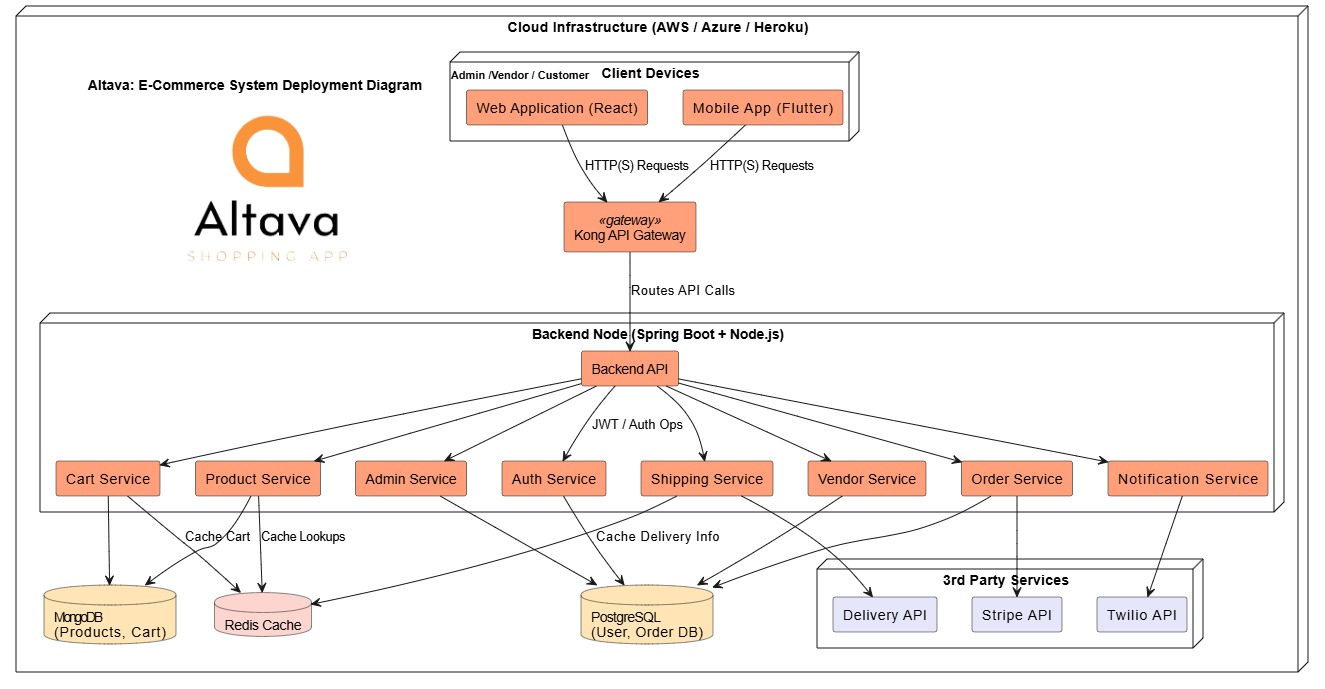 Cloud Infrastructure (AWS / Azure / Heroku)
Altava: E-Commerce System Deployment Diagram
Admin /Vendor / Customer
Client Devices
Web Application (React)
Mobile App (Flutter)
HTTP(S) Requests
HTTP(S) Requests
Altava
SHOPPING APP
«gateway»
Kong API Gateway
Routes API Calls
Backend Node (Spring Boot + Node.js)
Backend API
JWT / Auth Ops
Cart Service
Product Service
Admin Service
Auth Service
Shipping Service
Vendor Service
Order Service
Notification Service
Cache Cart
Cache Lookups
Cache Delivery Info
3rd Party Services
MongoDB
(Products, Cart)
Redis Cache
PostgreSQL
(User, Order DB)
Delivery API
Stripe API
Twilio API